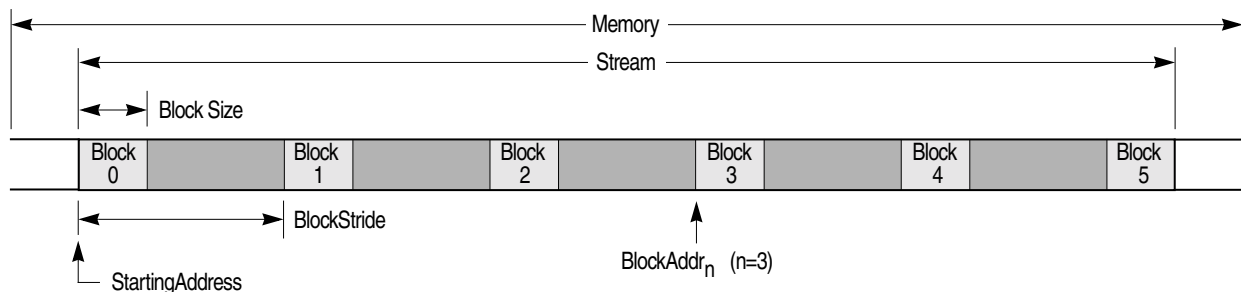 Memory
Stream
Block Size
Block
0
Block
1
Block
2
Block
3
Block
4
Block
5
BlockStride
BlockAddrn (n=3)
StartingAddress